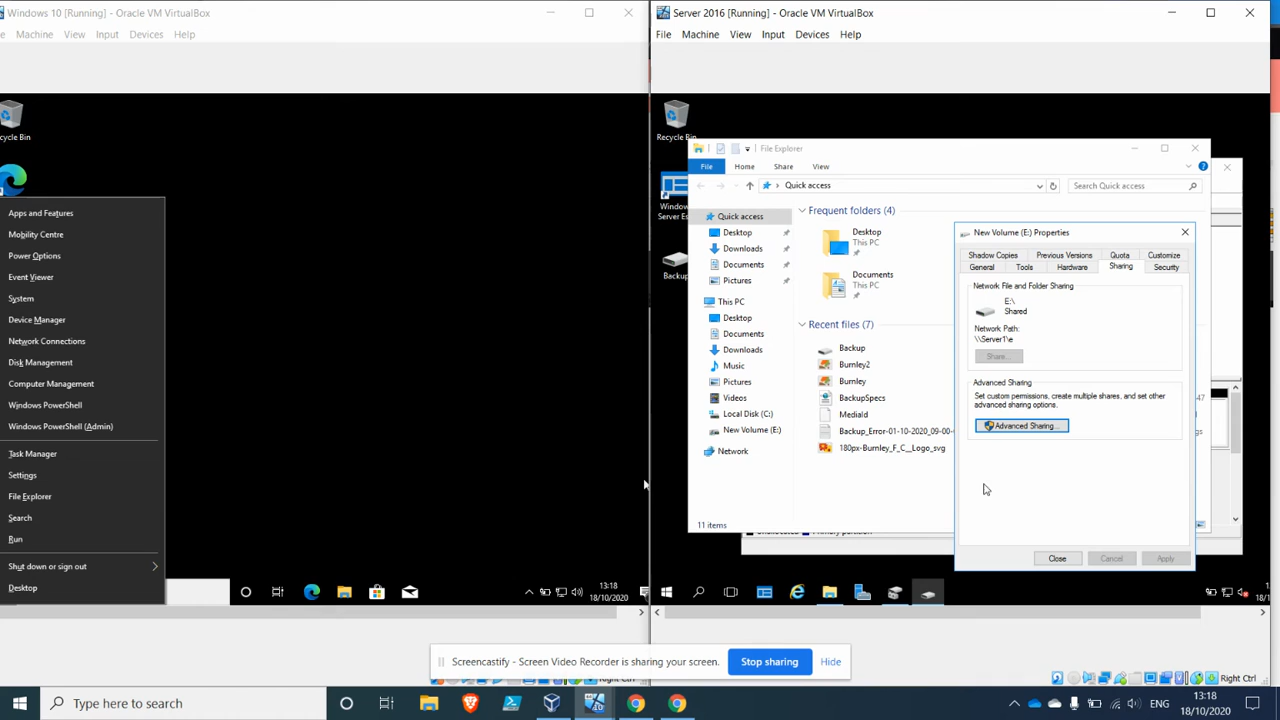 Windows 10 [Running] - Oracle VM VirtualBox
Machine View Input Devices Help
Recycle Bin
Apps and Features
Mobility Centre
Power Options
Event Viewer
System
Device Manager
Network Connections
Disk Management
Computer Management
Windows PowerShell
Windows PowerShell (Admin)
Task Manager
Settings
File Explorer
Search
Run
Shut down or sign out
Desktop
13:18
18/10/2020
Server 2016 [Running] - Oracle VM VirtualBox
File Machine View Input Devices Help
Recycle Bin
Window
Server Es
Backup
File Explorer
File Home Share View
Quick access
Search Quick access
Quick access
Desktop
Downloads
Documents
Pictures
This PC
Desktop
Documents
Downloads
Music
Pictures
Videos
Local Disk (C:)
New Volume (E:)
Network
11 items
Frequent folders (4)
Desktop
This PC
Documents
This PC
Recent files (7)
Backup
Burnley2
Burnley
BackupSpecs
MediaId
Backup_Error-01-10-2020_09-00-
180px-Burnley_F_C__Logo_svg
New Volume (E:) Properties
Shadow Copies Previous Versions Quota Customize
General Tools Hardware Sharing Security
Network File and Folder Sharing
E:\
Shared
Network Path:
\\Server1\e
Share...
Advanced Sharing
Set custom permissions, create multiple shares, and set other
advanced sharing options.
Advanced Sharing...
Close Cancel Apply
Right Ctrl
Screencastify - Screen Video Recorder is sharing your screen.
Stop sharing
Hide
Right Ctrl
Type here to search
ENG
13:18
18/10/2020